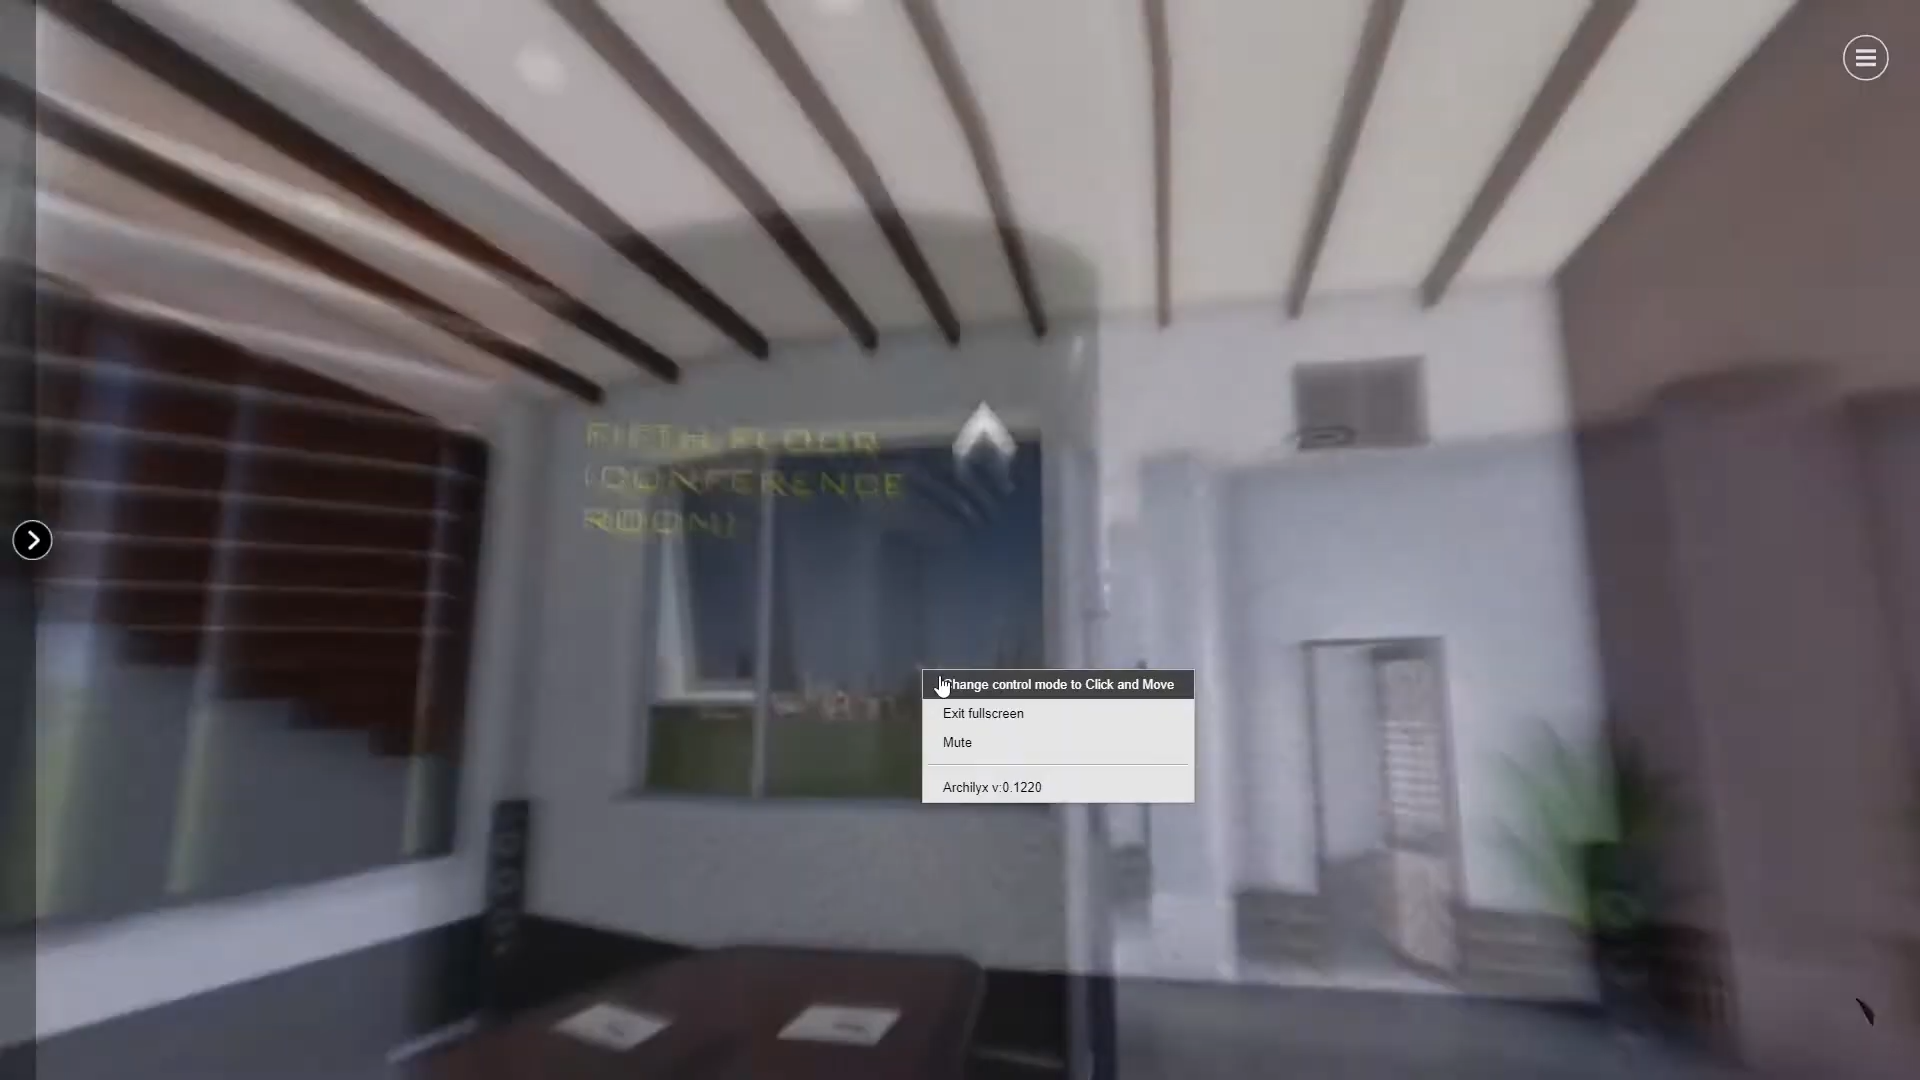 FIFTH FLOOR
(CONFERENCE
ROOM)
Change control mode to Click and Move
Exit fullscreen
Mute
Archilyx v:0.1220